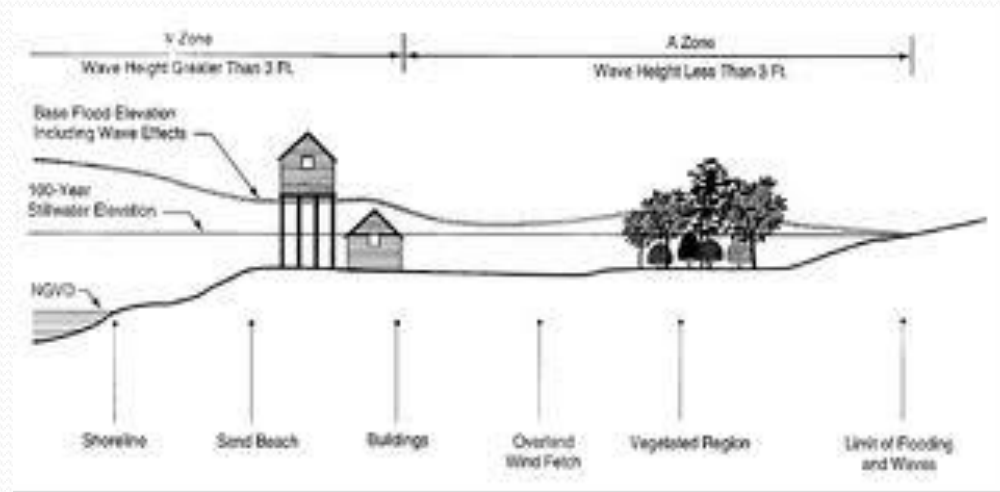 V Zone
A Zone
Wave Height Greater Than 3 Ft.
Wave Height Less Than 3 Ft.
Base Flood Elevation
Including Wave Effects
100-Year
Stillwater Elevation
NGVD
Shoreline
Sand Beach
Buildings
Overland
Wind Fetch
Vegetated Region
Limit of Flooding
and Waves